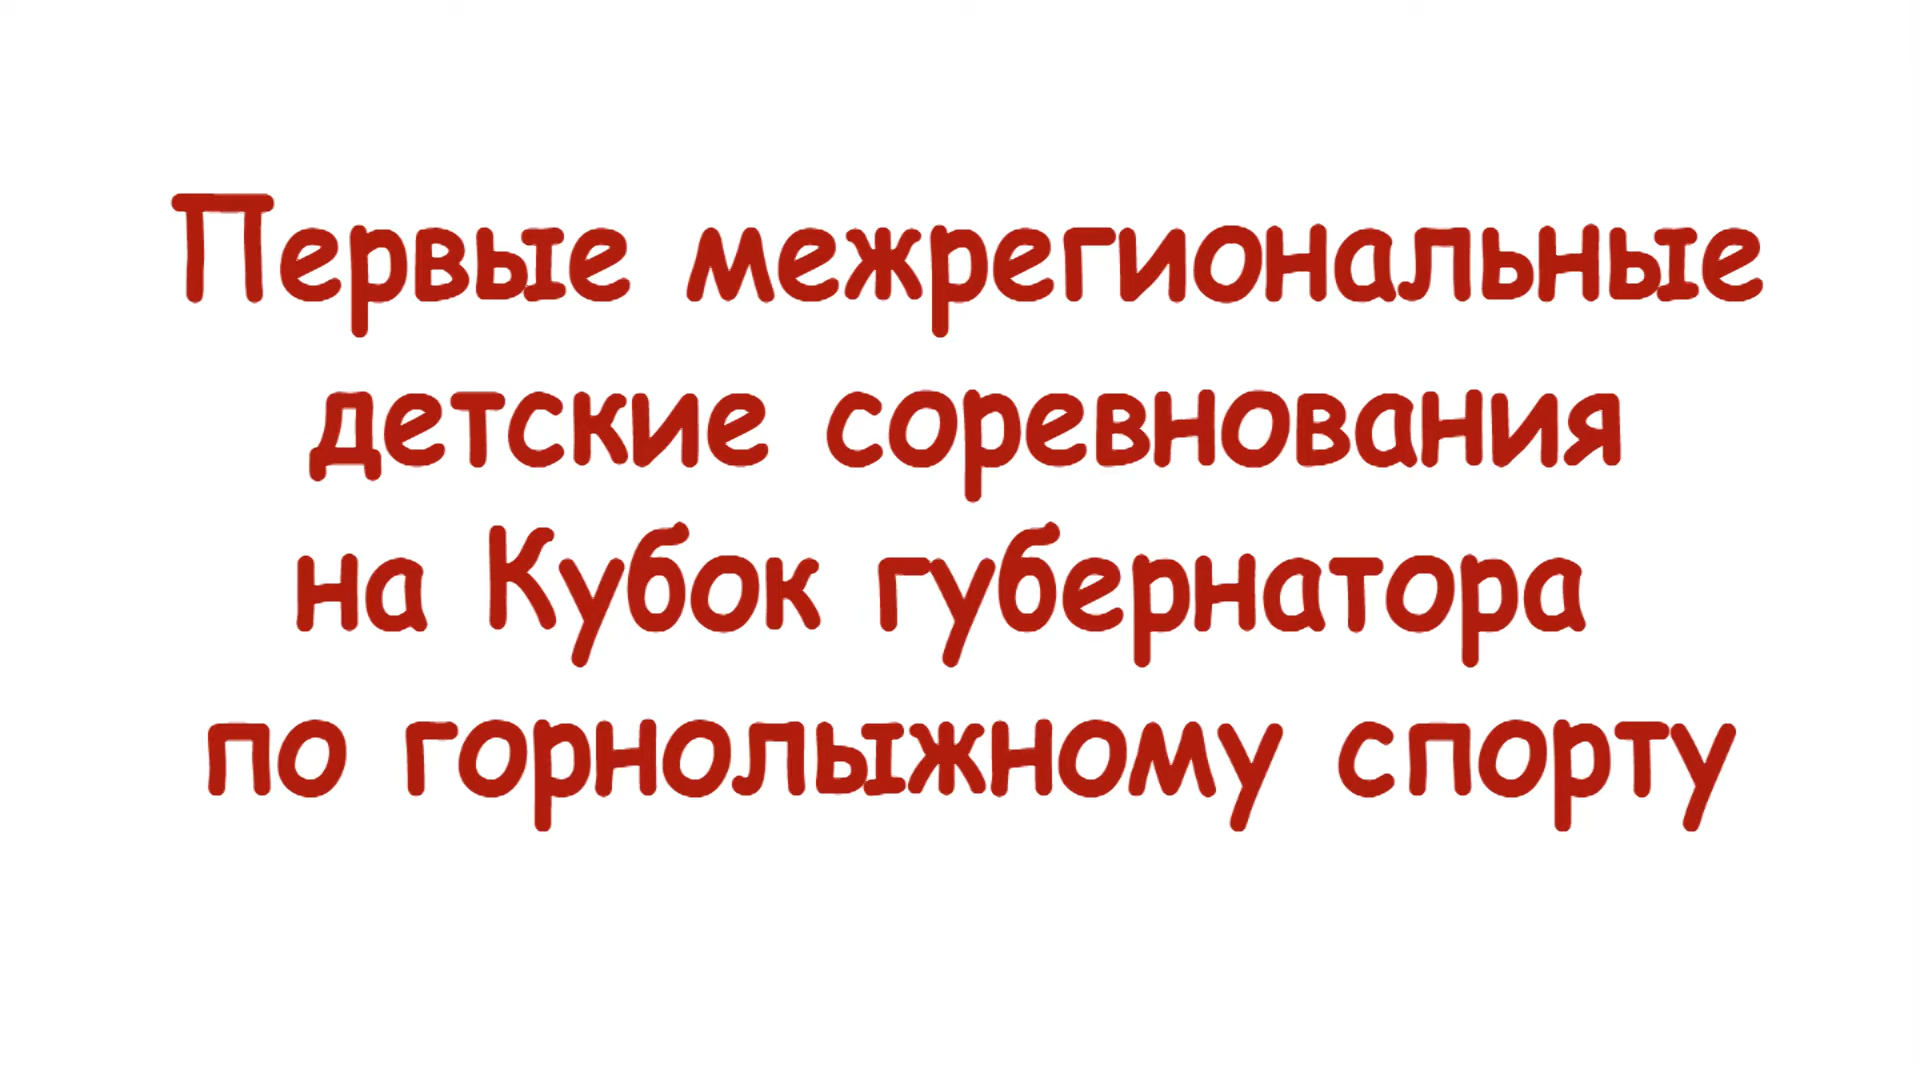 Первые межрегиональные
детские соревнования
на Кубок губернатора
по горнолыжному спорту